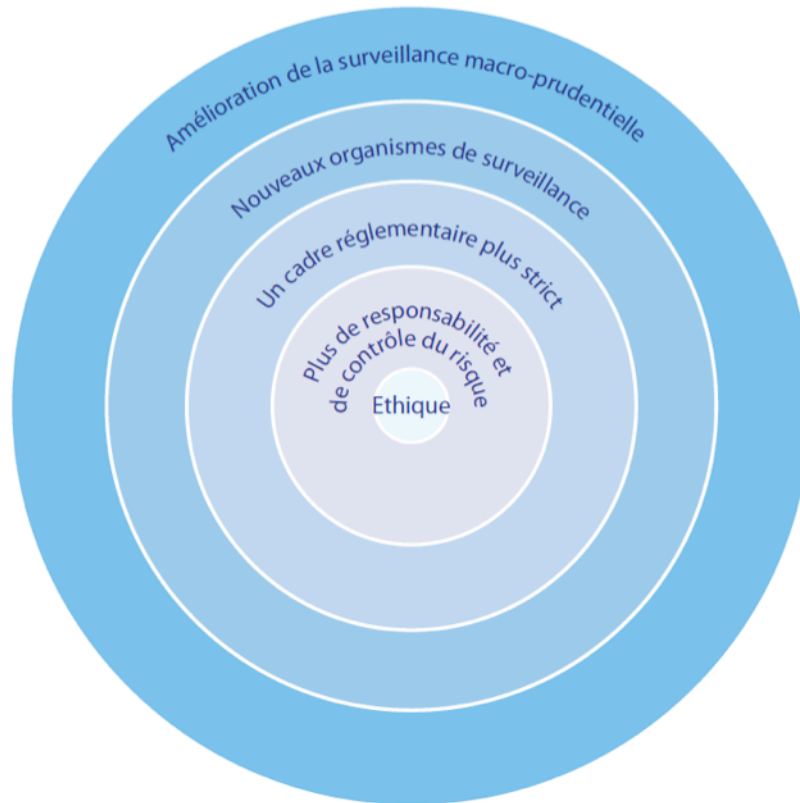 Amélioration de la surveillance macro-prudentielle
Nouveaux organismes de surveillance
Un cadre réglementaire plus strict
Plus de responsabilité et
de contrôle du risque
Ethique